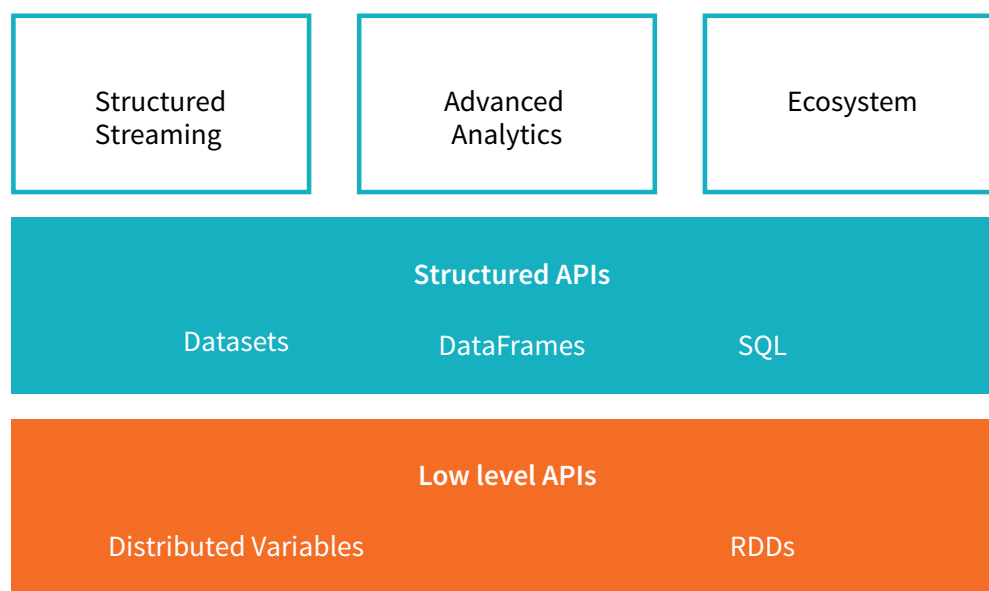 Structured
Streaming
Advanced
Analytics
Ecosystem
Structured APIs
Datasets
DataFrames
SQL
Low level APIs
Distributed Variables
RDDs